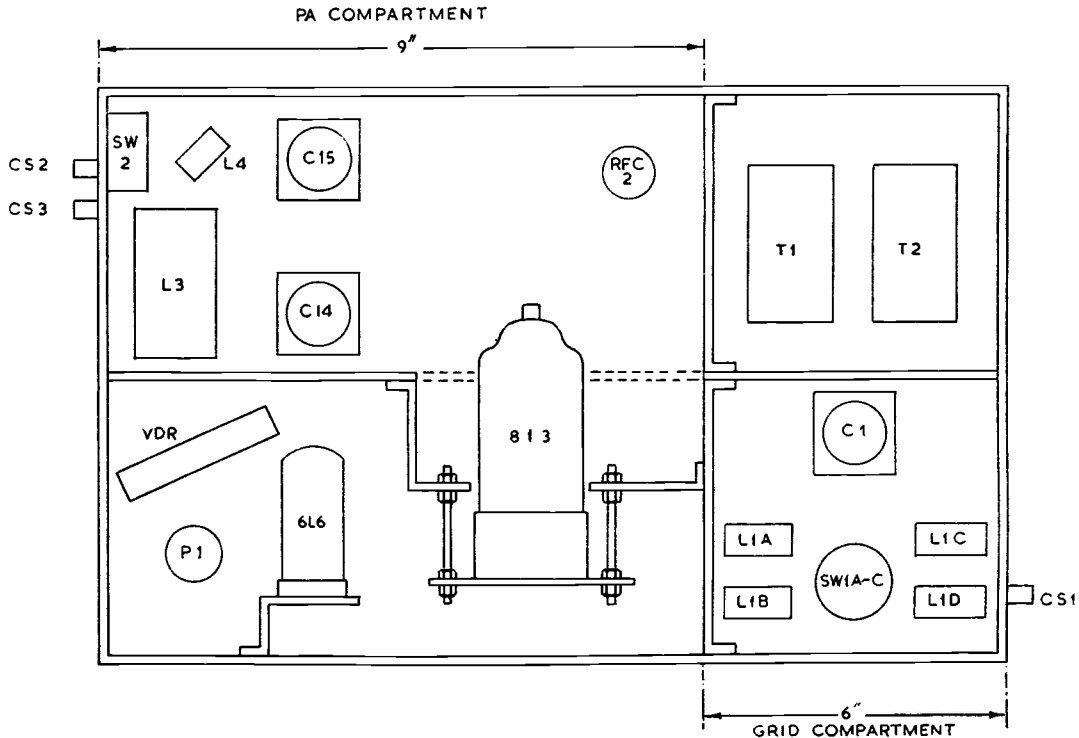 PA COMPARTMENT
9"
CS2
CS3
SW
2
L4
C15
RFC
2
L3
C14
T1
T2
VDR
813
C1
6L6
P1
L1A
L1C
SW1A-C
L1B
L1D
CS1
6"
GRID COMPARTMENT